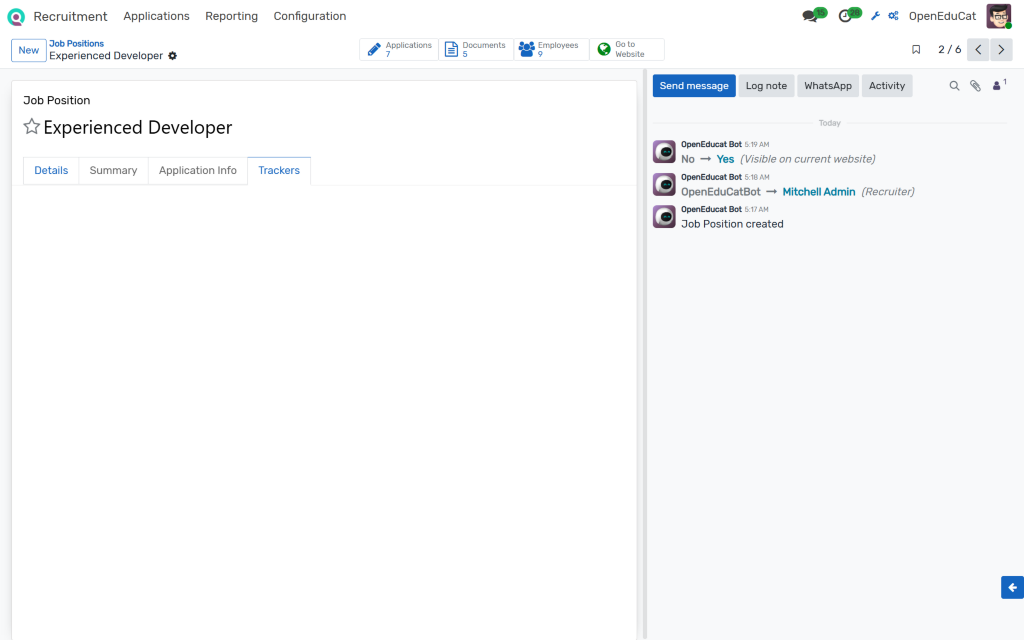 Recruitment Applications Reporting Configuration 15 28 OpenEduCat
New Job Positions
Experienced Developer
Applications 7
Documents 5
Employees 9
Go to Website
2 / 6
Job Position
Experienced Developer
Details Summary Application Info Trackers
Send message Log note WhatsApp Activity 1
Today
OpenEducat Bot 5:19 AM
No → Yes (Visible on current website)
OpenEducat Bot 5:18 AM
OpenEduCatBot → Mitchell Admin (Recruiter)
OpenEducat Bot 5:17 AM
Job Position created